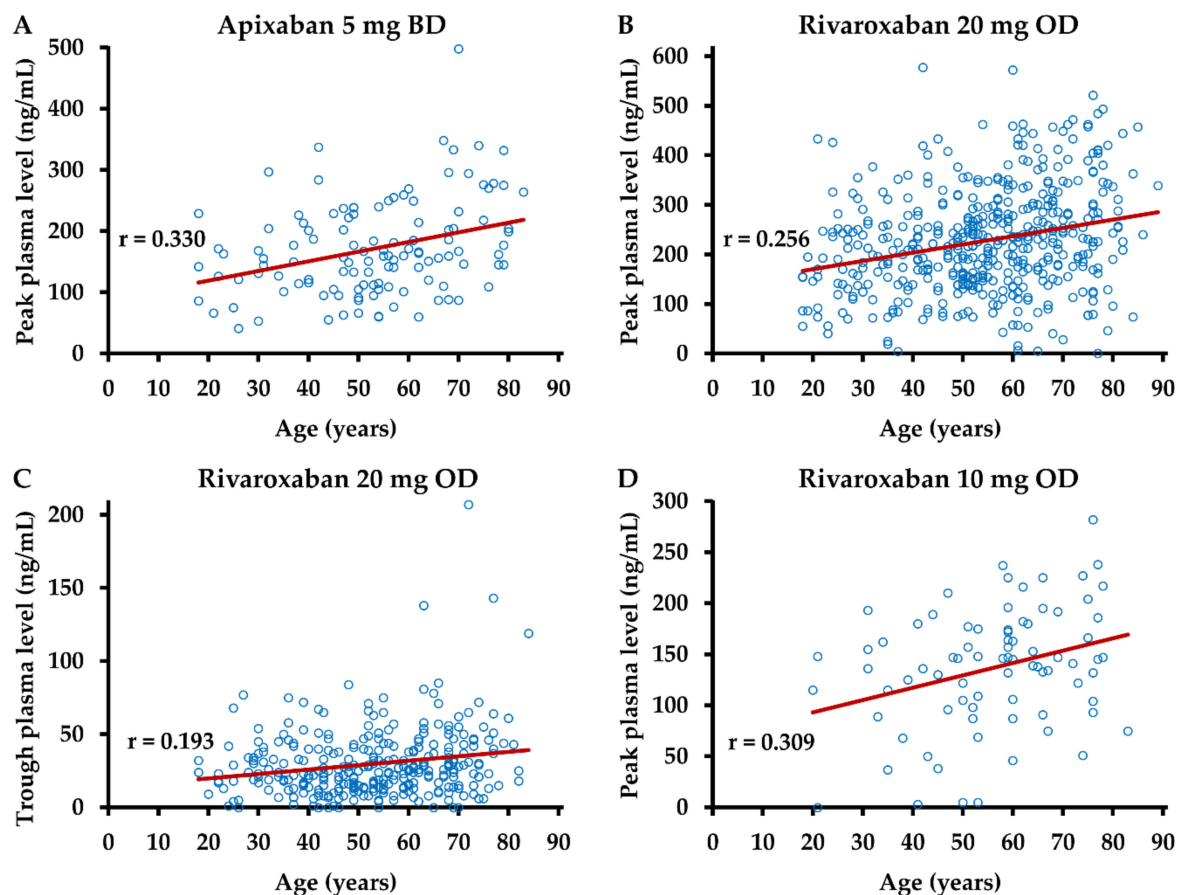 A
Apixaban 5 mg BD
Peak plasma level (ng/mL)
500
400
300
200
100
0
r = 0.330
0 10 20 30 40 50 60 70 80 90
Age (years)
B
Rivaroxaban 20 mg OD
Peak plasma level (ng/mL)
600
500
400
300
200
100
0
r = 0.256
0 10 20 30 40 50 60 70 80 90
Age (years)
C
Rivaroxaban 20 mg OD
Trough plasma level (ng/mL)
200
150
100
50
0
r = 0.193
0 10 20 30 40 50 60 70 80 90
Age (years)
D
Rivaroxaban 10 mg OD
Peak plasma level (ng/mL)
300
250
200
150
100
50
0
r = 0.309
0 10 20 30 40 50 60 70 80 90
Age (years)